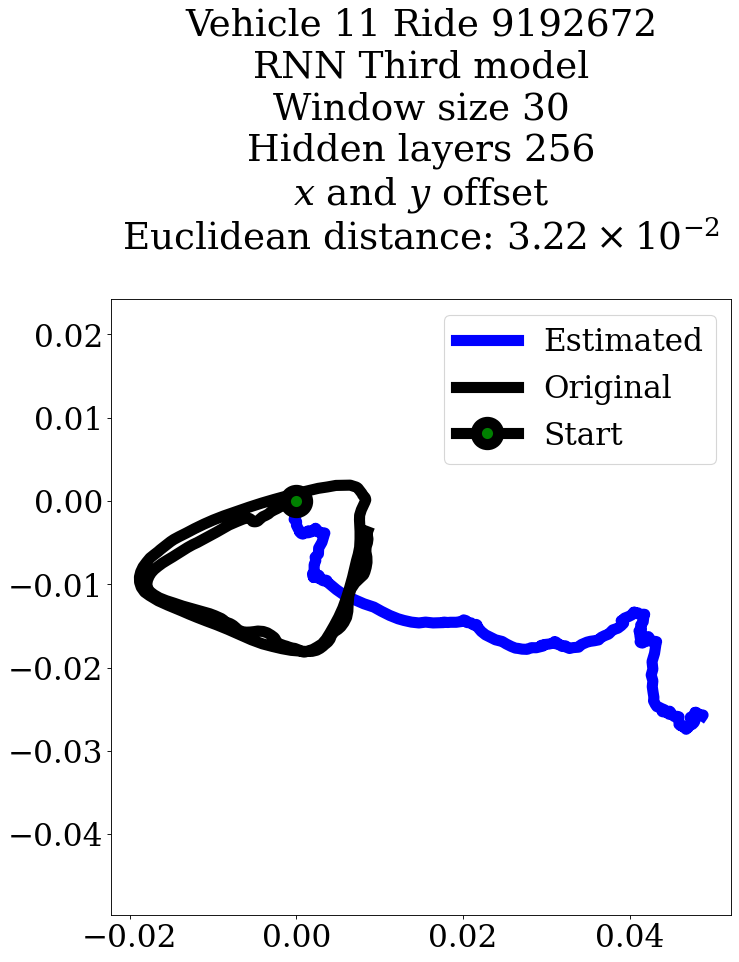 Vehicle 11 Ride 9192672
RNN Third model
Window size 30
Hidden layers 256
x and y offset
Euclidean distance: 3.22 × 10⁻²
Estimated
Original
Start
0.02
0.01
0.00
−0.01
−0.02
−0.03
−0.04
−0.02 0.00 0.02 0.04